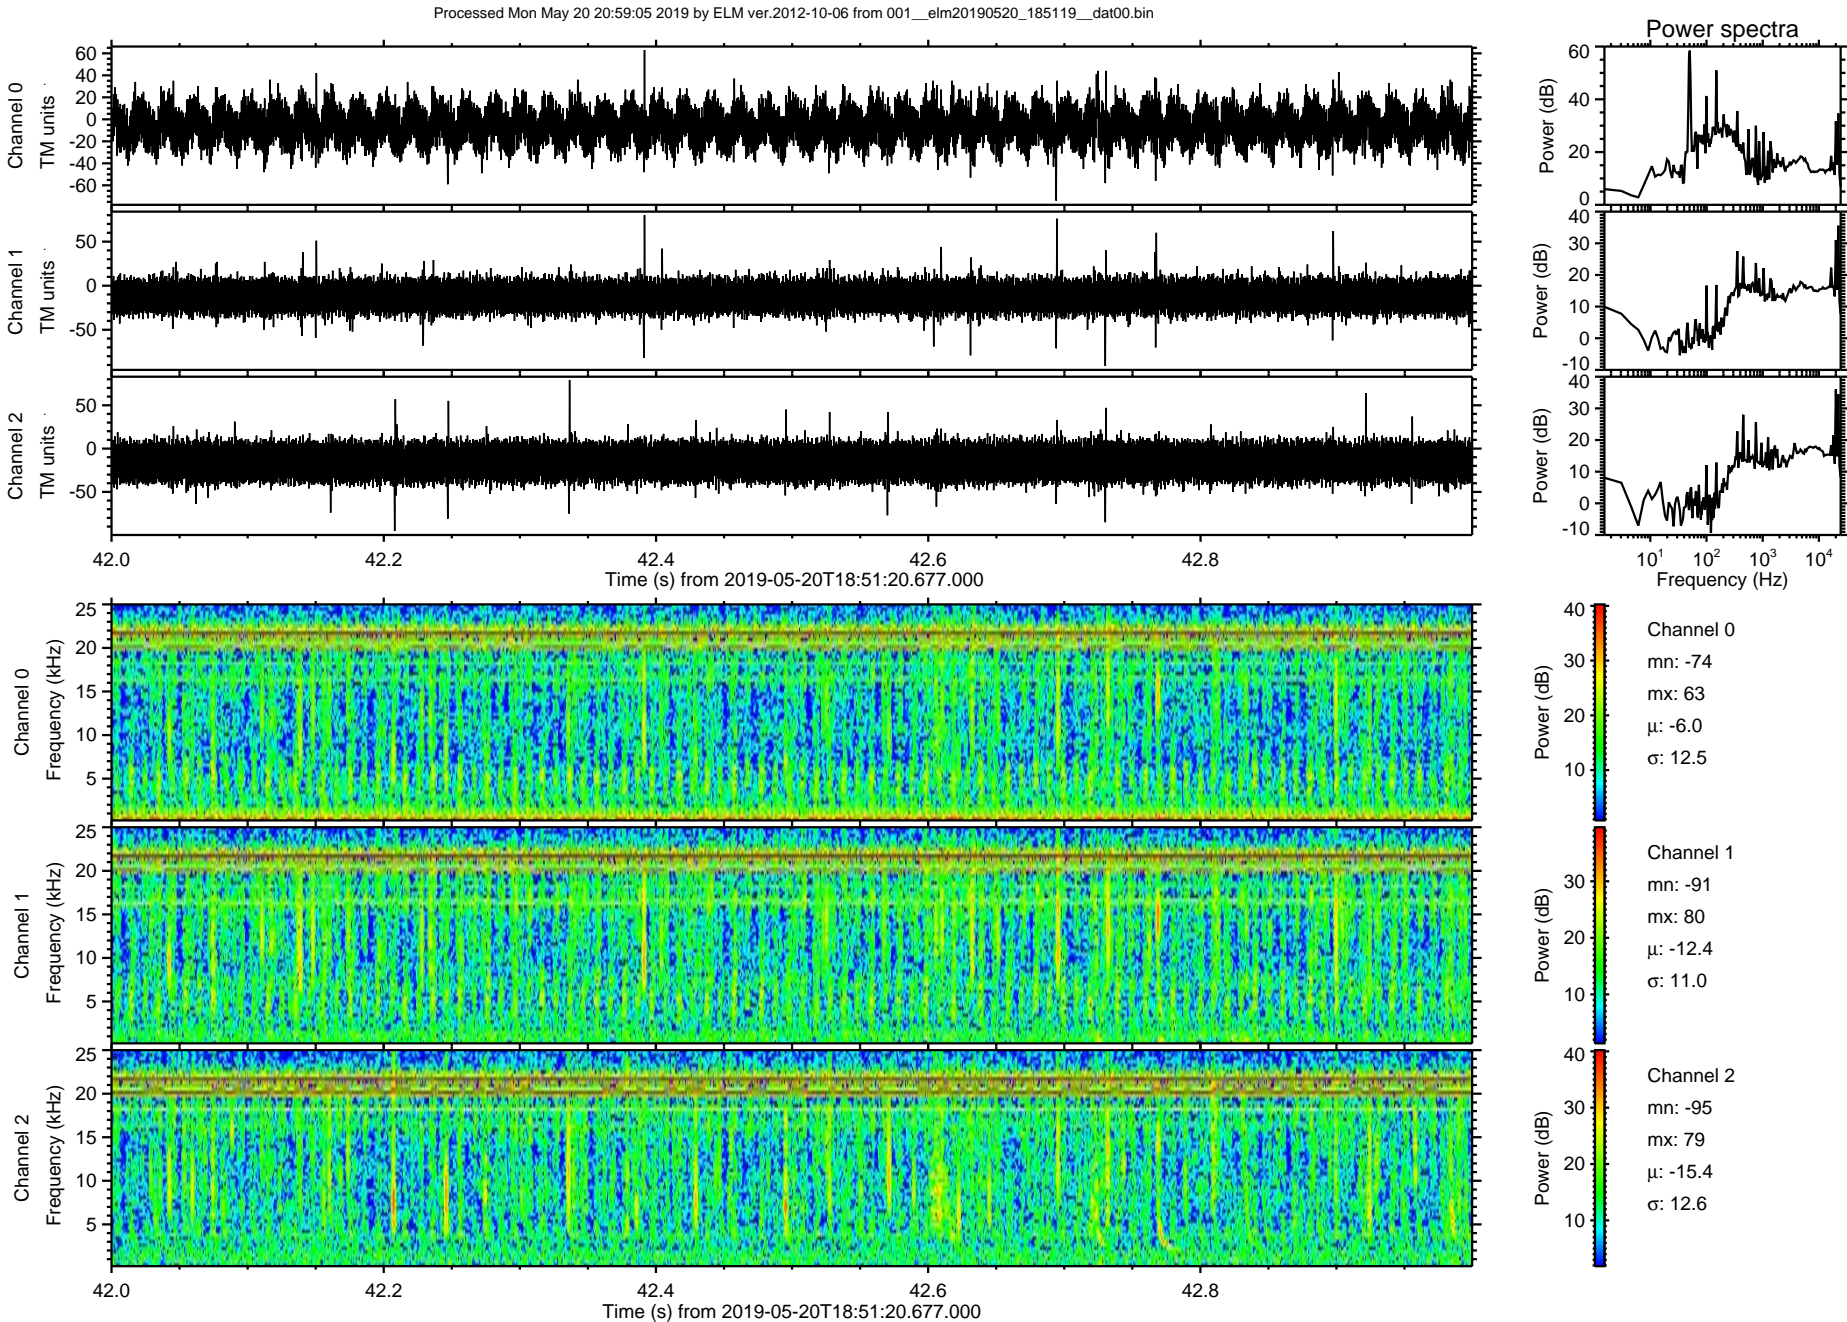 Processed Mon May 20 20:59:05 2019 by ELM ver.2012-10-06 from 001__elm20190520_185119__dat00.bin
Power spectra
Channel 0
TM units
60
40
20
0
-20
-40
-60
Power (dB)
60
40
20
0
Channel 1
TM units
50
0
-50
Power (dB)
40
30
20
10
0
-10
Channel 2
TM units
50
0
-50
Power (dB)
40
30
20
10
0
-10
42.0 42.2 42.4 42.6 42.8
Time (s) from 2019-05-20T18:51:20.677.000
10¹ 10² 10³ 10⁴
Frequency (Hz)
Channel 0
Frequency (kHz)
25
20
15
10
5
Power (dB)
40
30
20
10
Channel 0
mn: -74
mx: 63
μ: -6.0
σ: 12.5
Channel 1
Frequency (kHz)
25
20
15
10
5
Power (dB)
30
20
10
Channel 1
mn: -91
mx: 80
μ: -12.4
σ: 11.0
Channel 2
Frequency (kHz)
25
20
15
10
5
Power (dB)
40
30
20
10
Channel 2
mn: -95
mx: 79
μ: -15.4
σ: 12.6
42.0 42.2 42.4 42.6 42.8
Time (s) from 2019-05-20T18:51:20.677.000